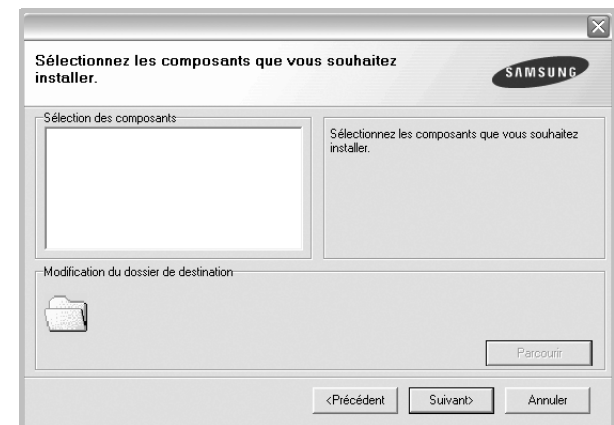 Sélectionnez les composants que vous souhaitez
installer.
SAMSUNG
Sélection des composants
Sélectionnez les composants que vous souhaitez
installer.
Modification du dossier de destination
Parcourir
<Précédent
Suivant>
Annuler